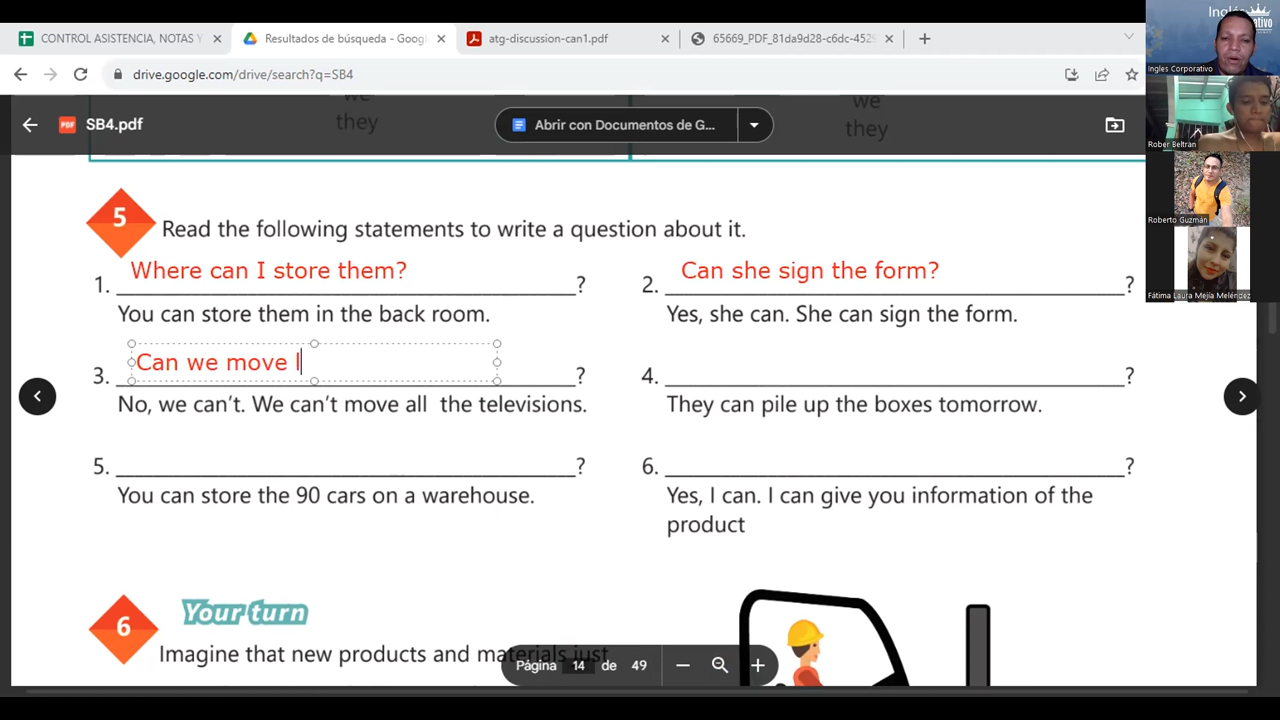 CONTROL ASISTENCIA, NOTAS Y
Resultados de búsqueda - Goog
atg-discussion-can1.pdf
65669_PDF_81da9d28-c6dc-452
drive.google.com/drive/search?q=SB4
SB4.pdf
Abrir con Documentos de G...
we
they
we
they
5
Read the following statements to write a question about it.
1. Where can I store them? ?
You can store them in the back room.
2. Can she sign the form? ?
Yes, she can. She can sign the form.
3. Can we move l ?
No, we can't. We can't move all the televisions.
4. ?
They can pile up the boxes tomorrow.
5. ?
You can store the 90 cars on a warehouse.
6. ?
Yes, I can. I can give you information of the
product
6
Your turn
Imagine that new products and materials just
Página 14 de 49
Ingles Corporativo
Rober Beltran
Roberto Guzmán
Fátima Laura Mejía Meléndez